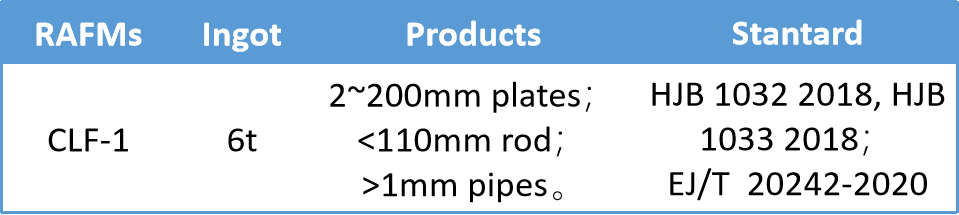 RAFMs Ingot Products Stantard
2~200mm plates； HJB 1032 2018, HJB
CLF-1 6t <110mm rod； 1033 2018；
>1mm pipes。 EJ/T 20242-2020